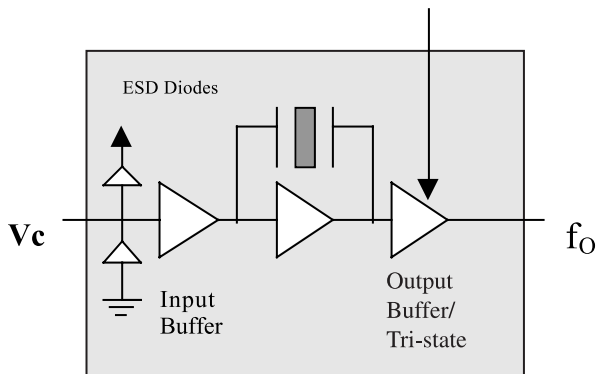 ESD Diodes
Vc
fO
Input
Buffer
Output
Buffer/
Tri-state